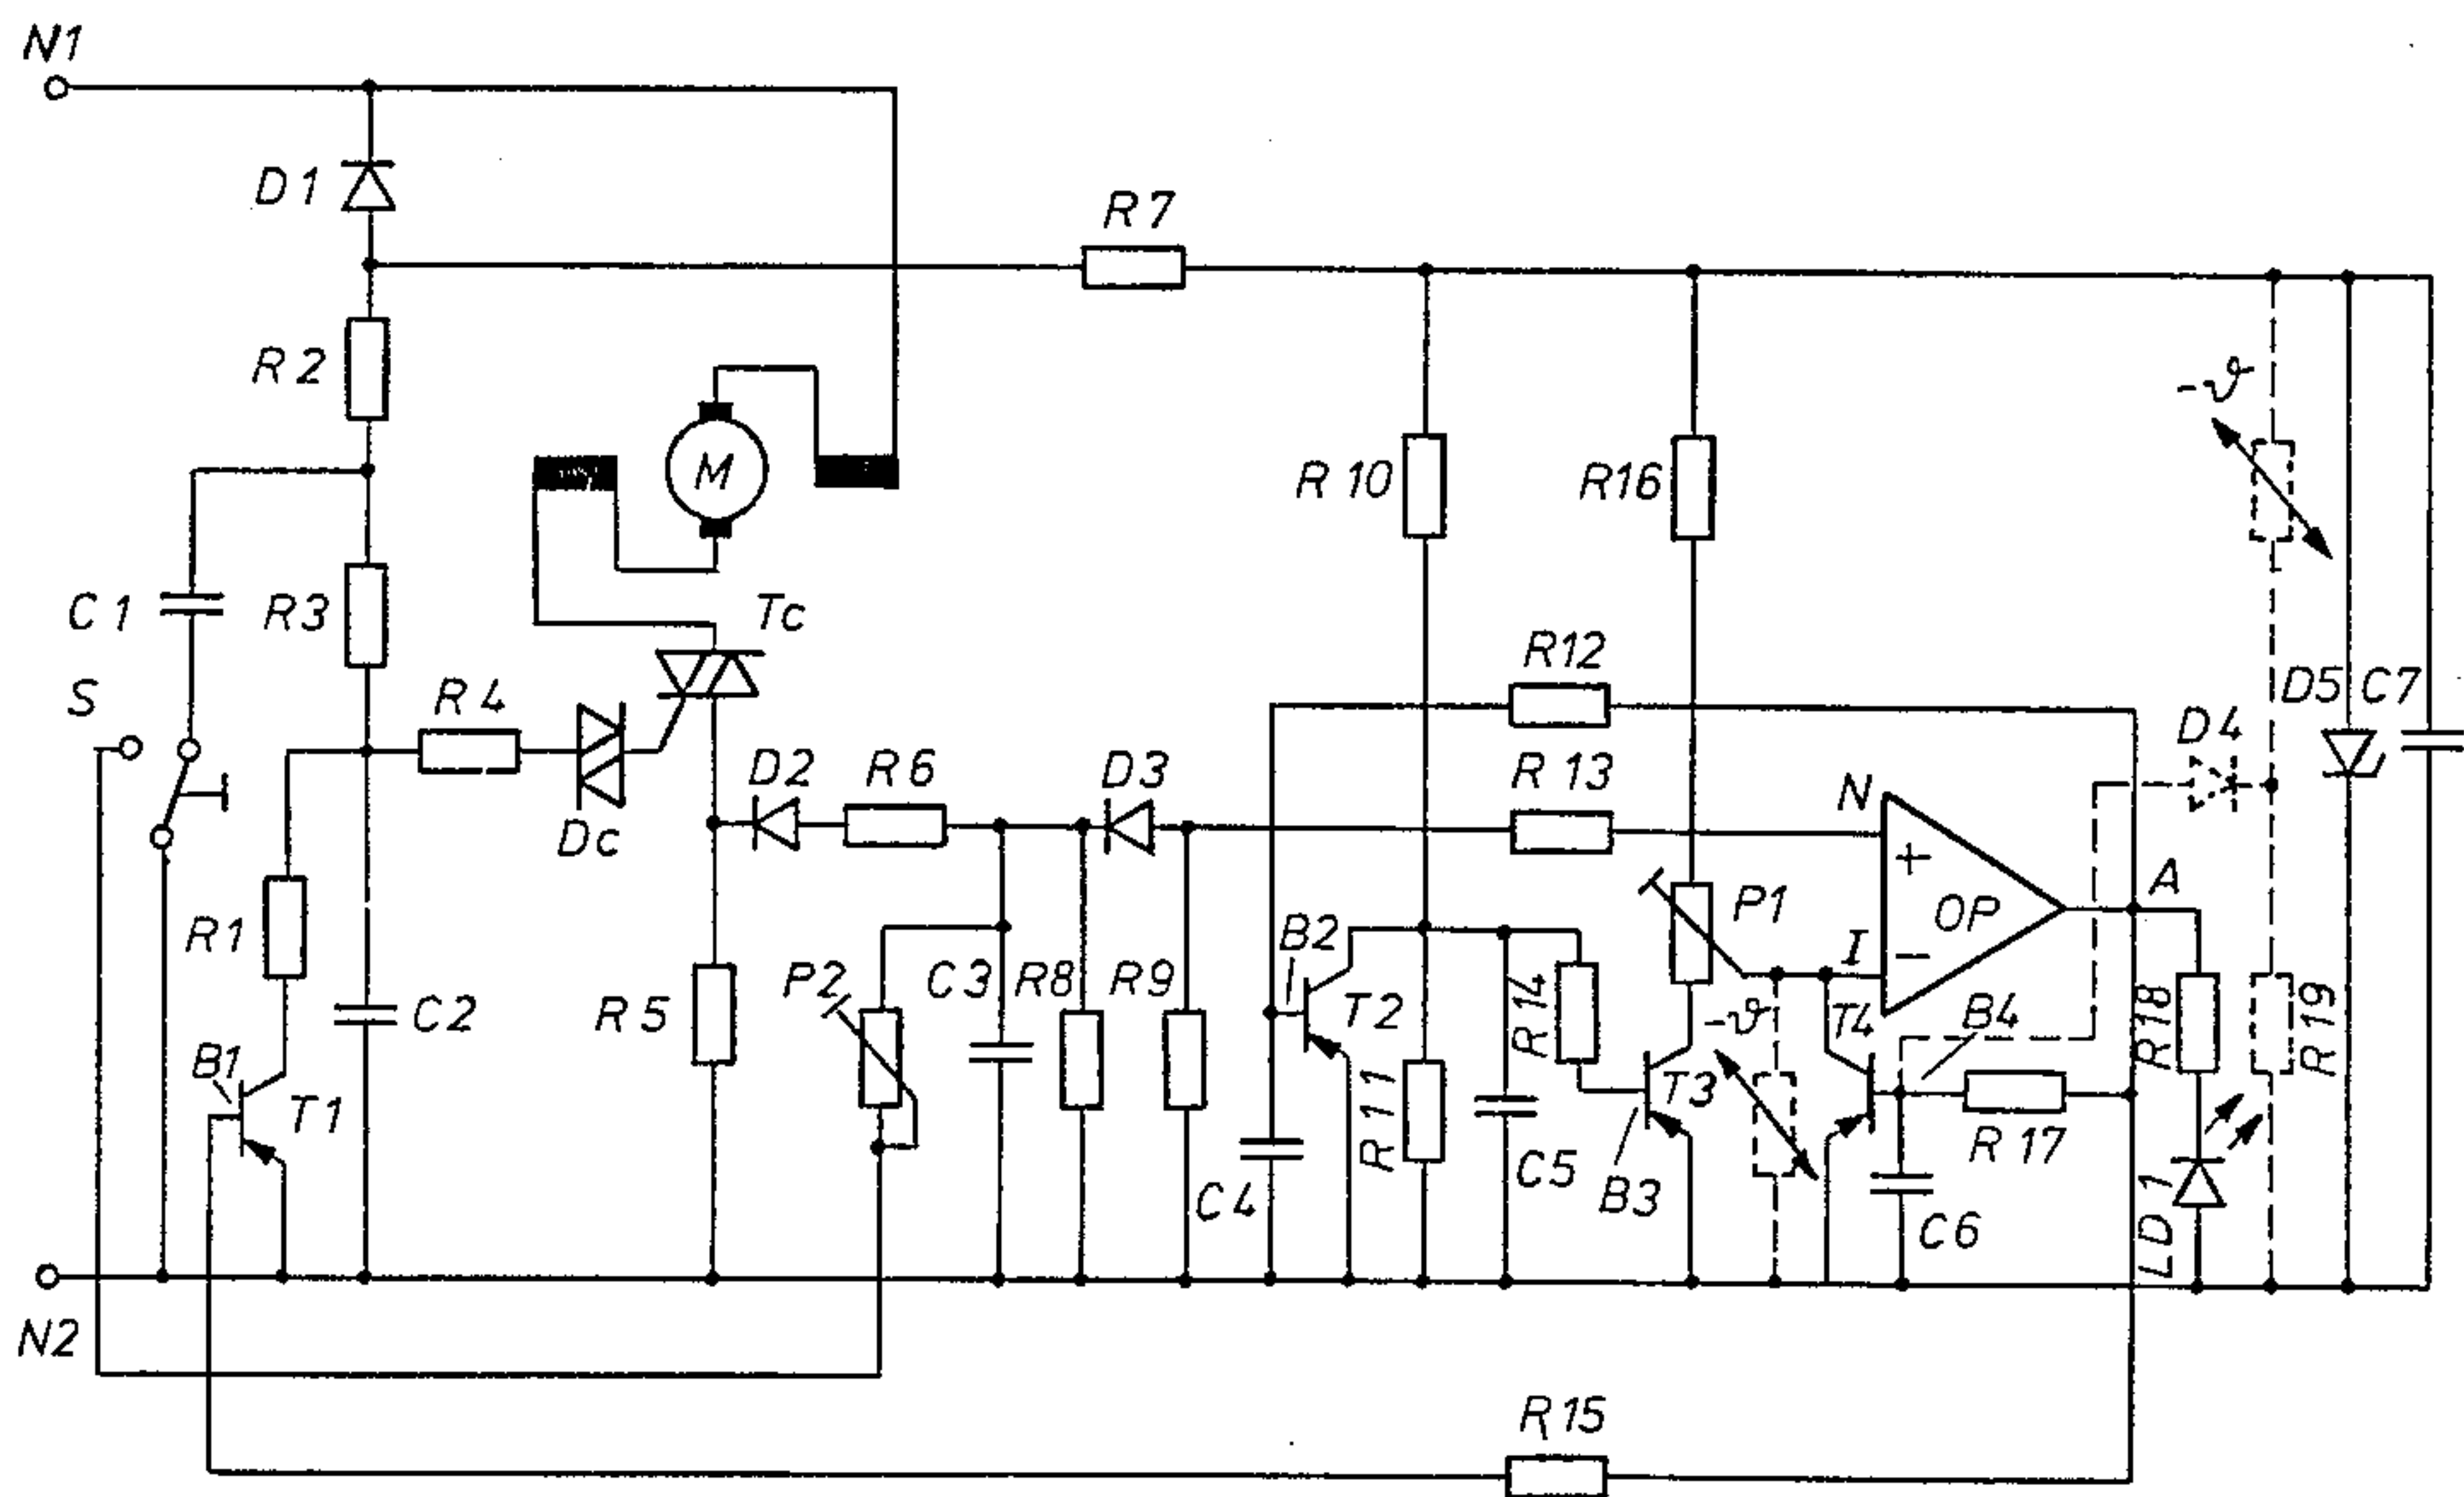 N1
D1
R7
R2
-ϑ
M
R10
R16
C1
R3
Tc
R12
S
R4
D5
C7
D4
D2
R6
D3
R13
N
Dc
+
OP
A
P1
R1
B2
I
−
P2
C3
R8
R9
R14
-ϑ
T4
B4
R18
R19
B1
C2
R5
T2
T1
R11
T3
C5
B3
R17
C4
C6
LD1
N2
R15